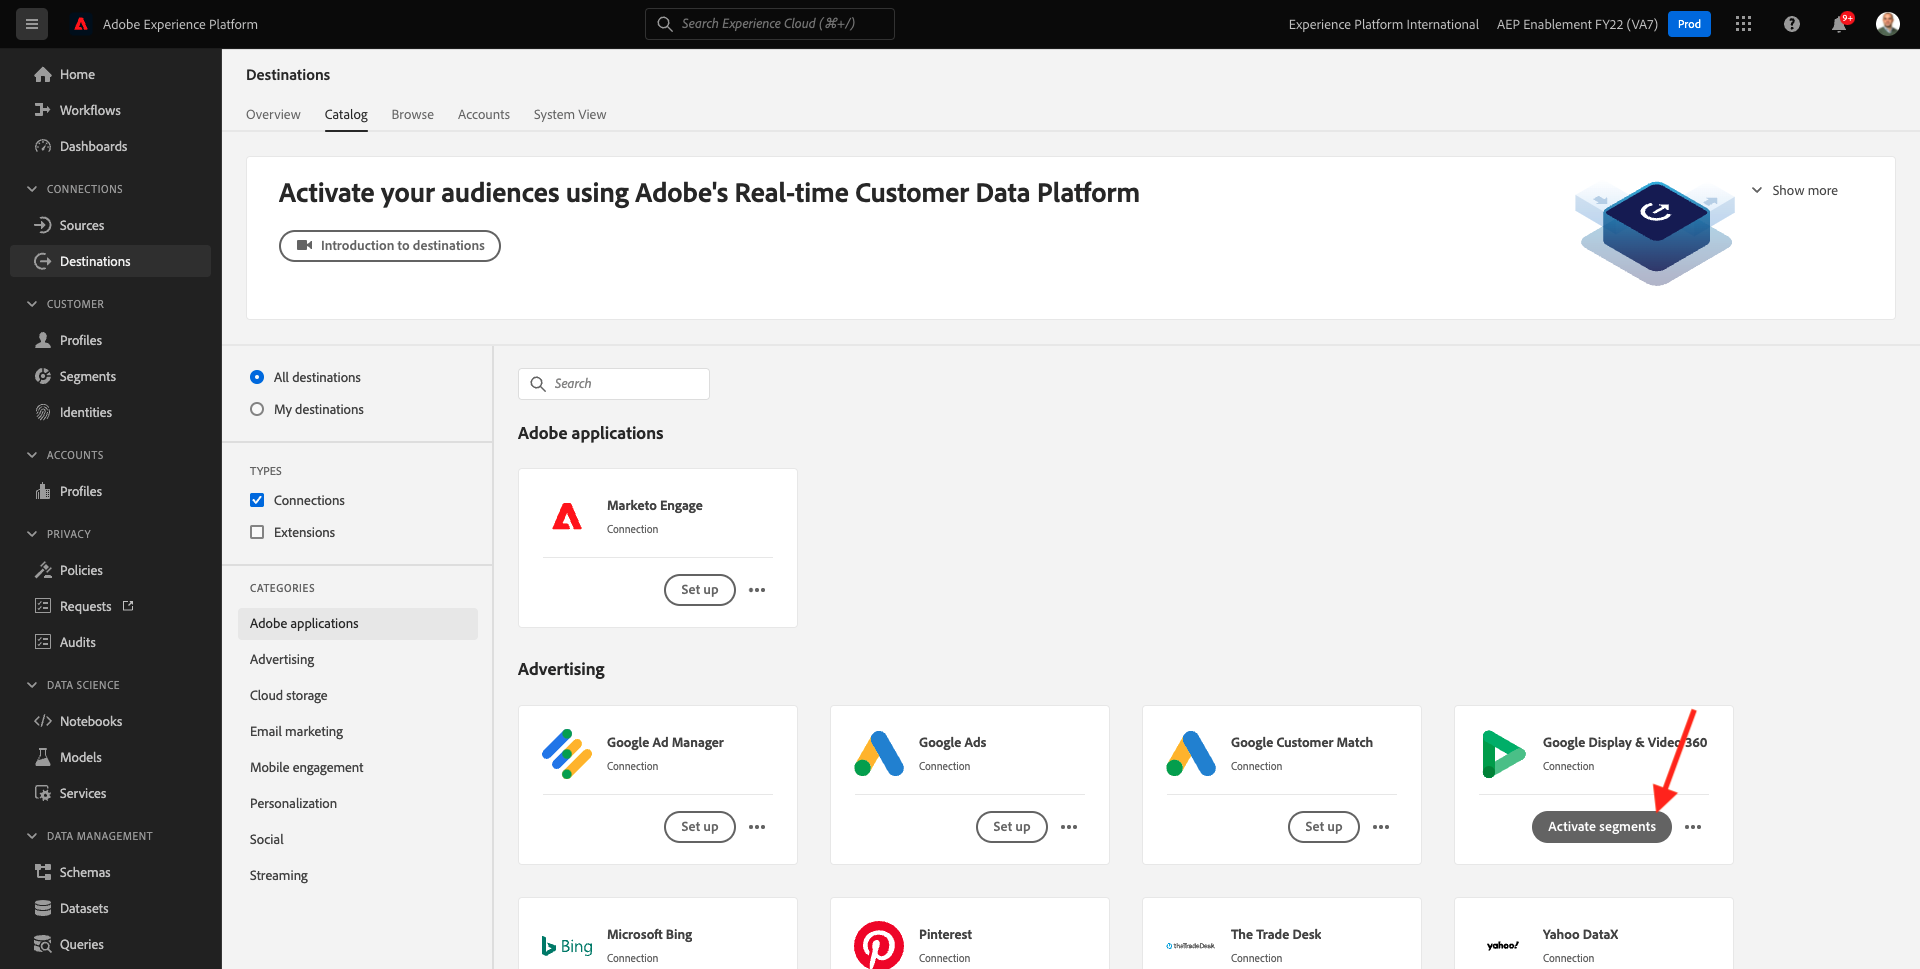 Adobe Experience Platform
Search Experience Cloud (⌘+/)
Experience Platform International
AEP Enablement FY22 (VA7)
Prod
9+
Home
Workflows
Dashboards
CONNECTIONS
Sources
Destinations
CUSTOMER
Profiles
Segments
Identities
ACCOUNTS
Profiles
PRIVACY
Policies
Requests
Audits
DATA SCIENCE
Notebooks
Models
Services
DATA MANAGEMENT
Schemas
Datasets
Queries
Destinations
Overview
Catalog
Browse
Accounts
System View
Activate your audiences using Adobe's Real-time Customer Data Platform
Introduction to destinations
Show more
All destinations
My destinations
TYPES
Connections
Extensions
CATEGORIES
Adobe applications
Advertising
Cloud storage
Email marketing
Mobile engagement
Personalization
Social
Streaming
Search
Adobe applications
Marketo Engage
Connection
Set up
Advertising
Google Ad Manager
Connection
Set up
Google Ads
Connection
Set up
Google Customer Match
Connection
Set up
Google Display & Video 360
Connection
Activate segments
Bing
Microsoft Bing
Connection
Pinterest
Connection
theTradeDesk
The Trade Desk
Connection
yahoo!
Yahoo DataX
Connection